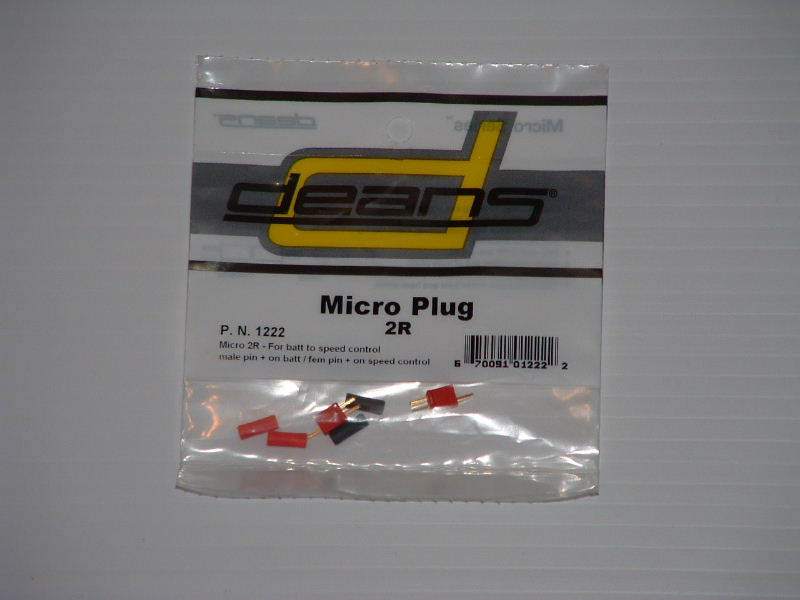 deans®
Micro Plug
2R
P. N. 1222
Micro 2R - For batt to speed control
male pin + on batt / fem pin + on speed control
6 70091 01222 2